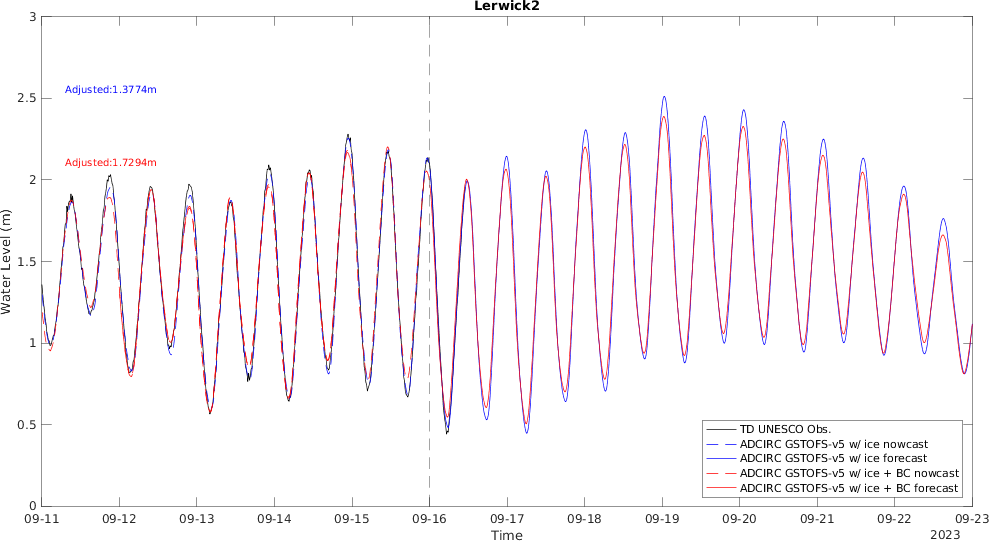 Lerwick2
3
2.5
2
1.5
1
0.5
0
Water Level (m)
Adjusted:1.3774m
Adjusted:1.7294m
TD UNESCO Obs.
ADCIRC GSTOFS-v5 w/ ice nowcast
ADCIRC GSTOFS-v5 w/ ice forecast
ADCIRC GSTOFS-v5 w/ ice + BC nowcast
ADCIRC GSTOFS-v5 w/ ice + BC forecast
09-11 09-12 09-13 09-14 09-15 09-16 09-17 09-18 09-19 09-20 09-21 09-22 09-23
Time
2023